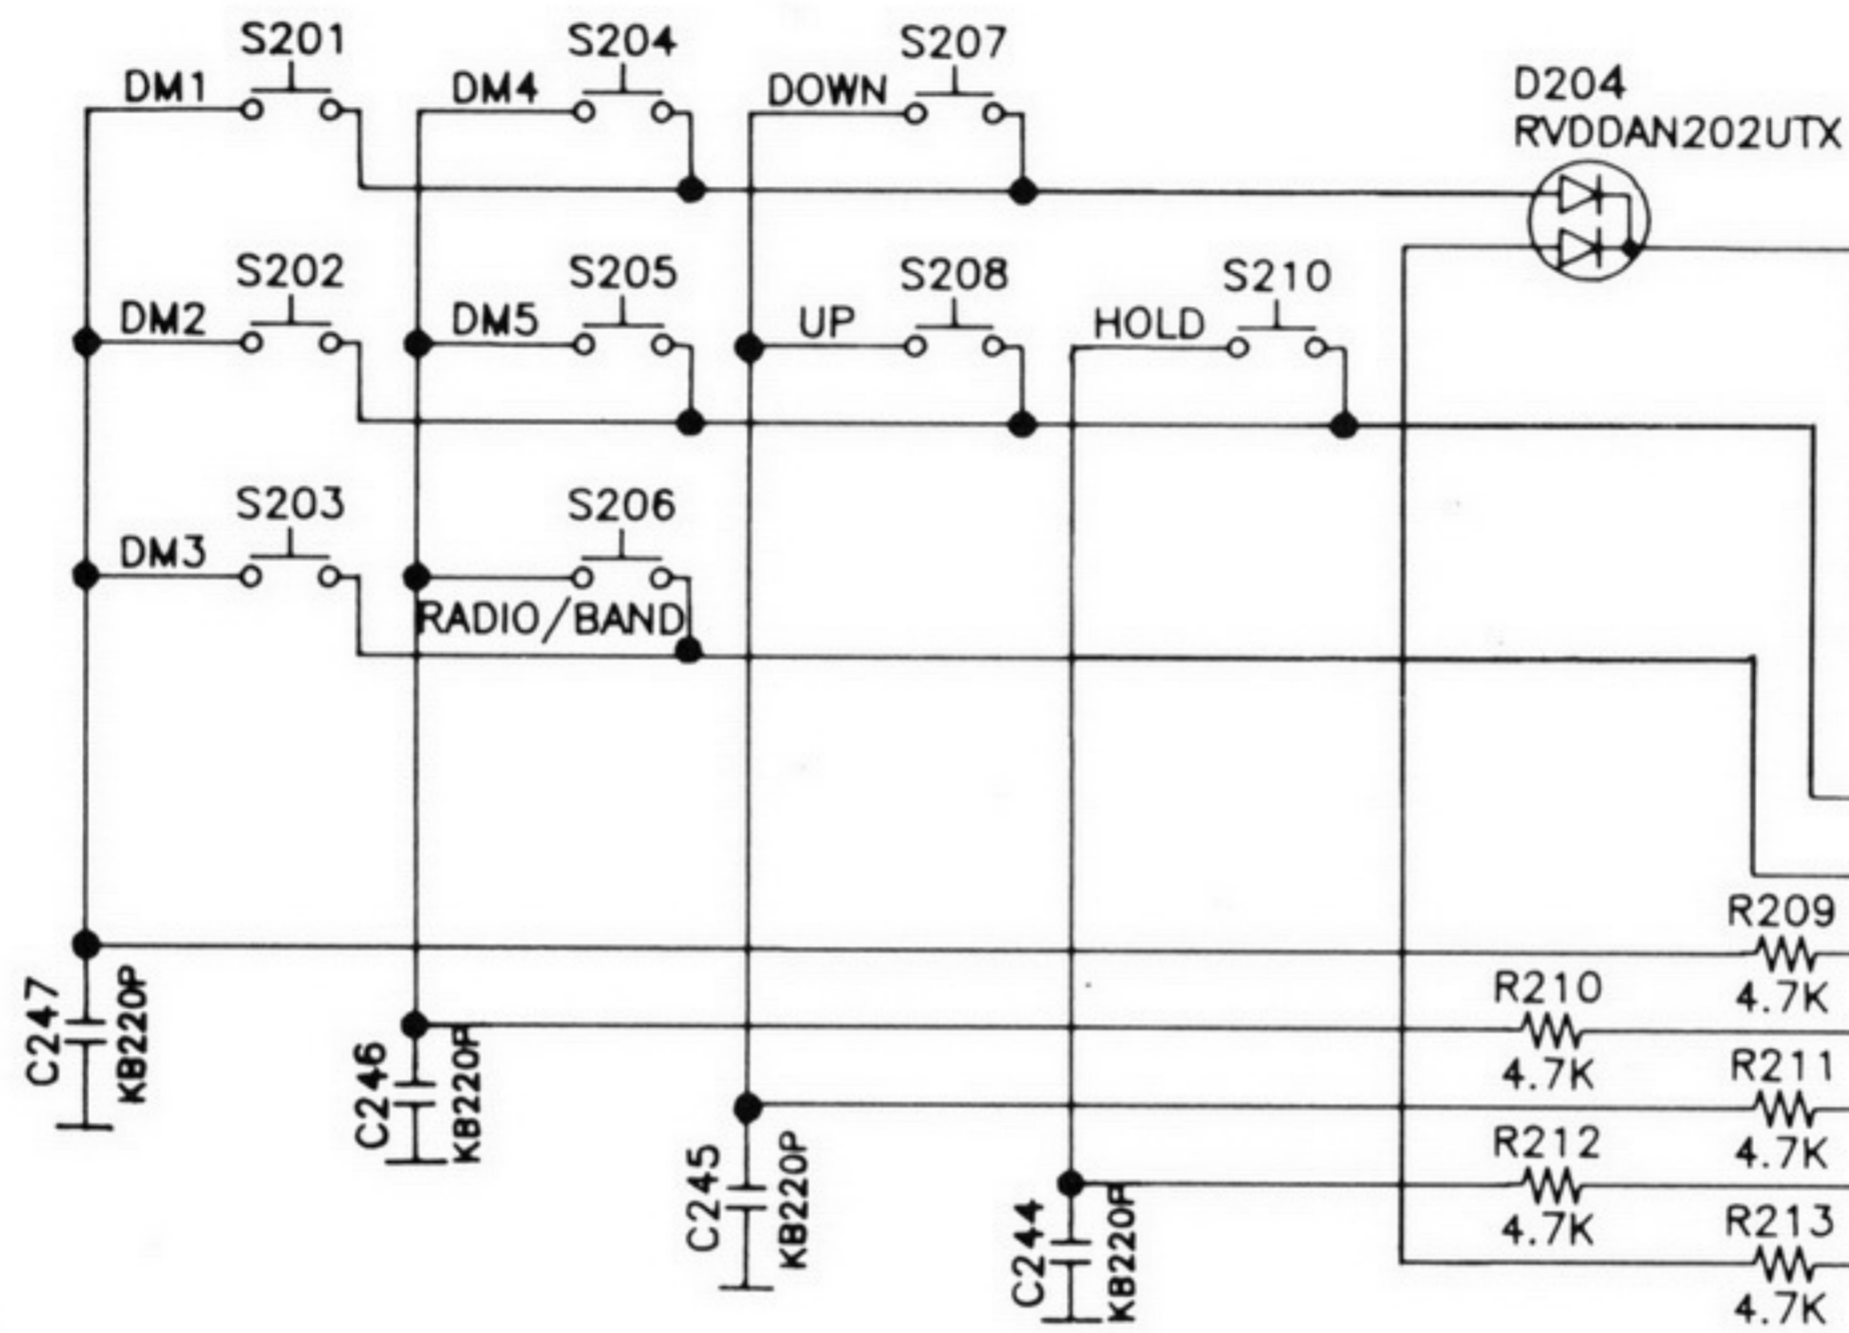 S201
S204
S207
DM1
DM4
DOWN
D204
RVDDAN202UTX
S202
S205
S208
S210
DM2
DM5
UP
HOLD
S203
S206
DM3
RADIO/BAND
R209
4.7K
C247
KB220P
R210
4.7K
C246
KB220P
R211
4.7K
C245
KB220P
R212
4.7K
C244
KB220P
R213
4.7K